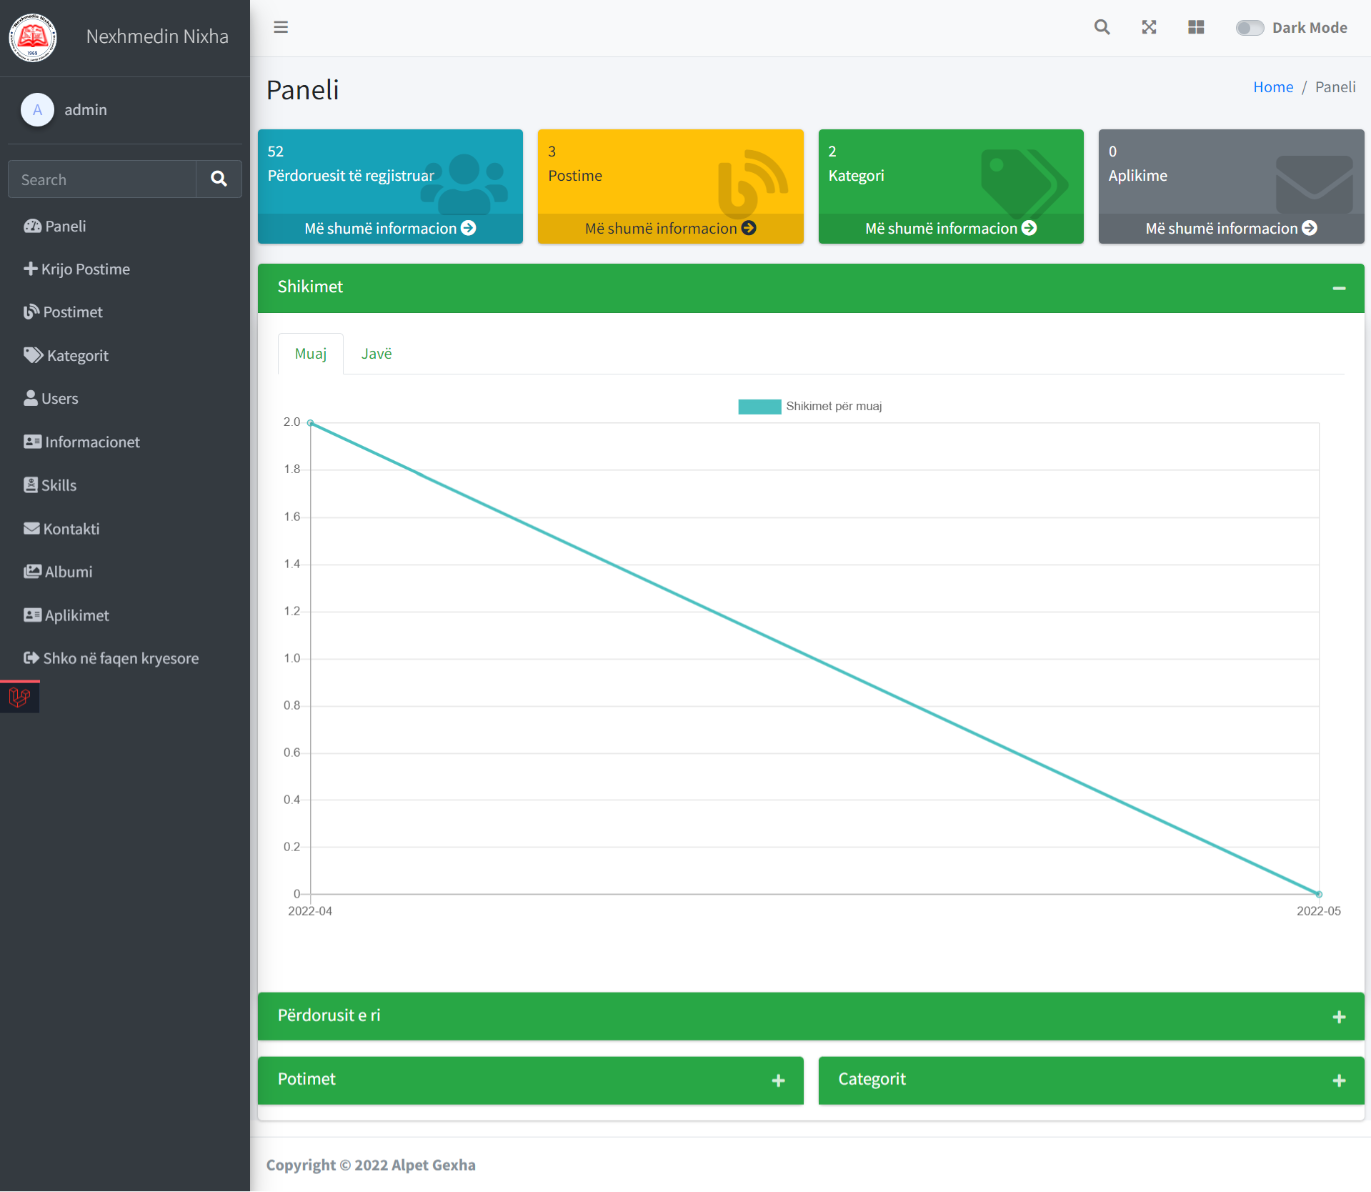 Nexhmedin Nixha
1968
Nexhmedin Nixha
Dark Mode
A
admin
Paneli
Home / Paneli
Search
52
Përdoruesit të regjistruar
Më shumë informacion
3
Postime
Më shumë informacion
2
Kategori
Më shumë informacion
0
Aplikime
Më shumë informacion
Paneli
Krijo Postime
Postimet
Kategorit
Users
Informacionet
Skills
Kontakti
Albumi
Aplikimet
Shko në faqen kryesore
Shikimet
Muaj
Javë
Shikimet për muaj
2.0
1.8
1.6
1.4
1.2
1.0
0.8
0.6
0.4
0.2
0
2022-04
2022-05
Përdorusit e ri
Potimet
Categorit
Copyright © 2022 Alpet Gexha